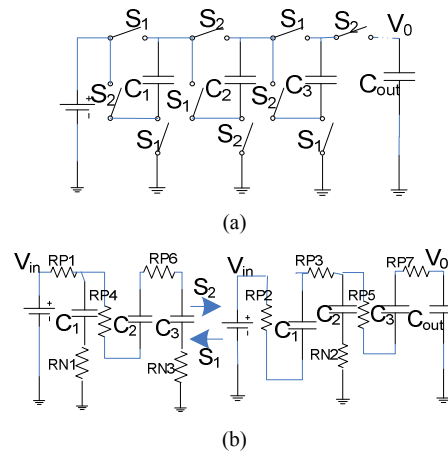 S1 S2 S1 S2 V0
S2 C1 S1 C2 S2 C3 Cout
+
-
S1 S2 S1
(a)
Vin RP1 RP6 S2 Vin RP3 RP7 V0
RP4 RP2 RP5
+
-
C1 C2 C3 S1 + - C1 C2 C3 Cout
RN1 RN3 RN2
(b)